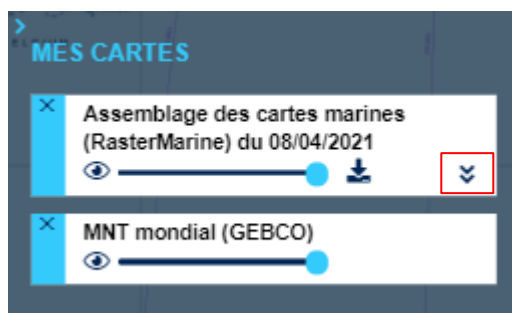 MES CARTES
Assemblage des cartes marines
(RasterMarine) du 08/04/2021
MNT mondial (GEBCO)